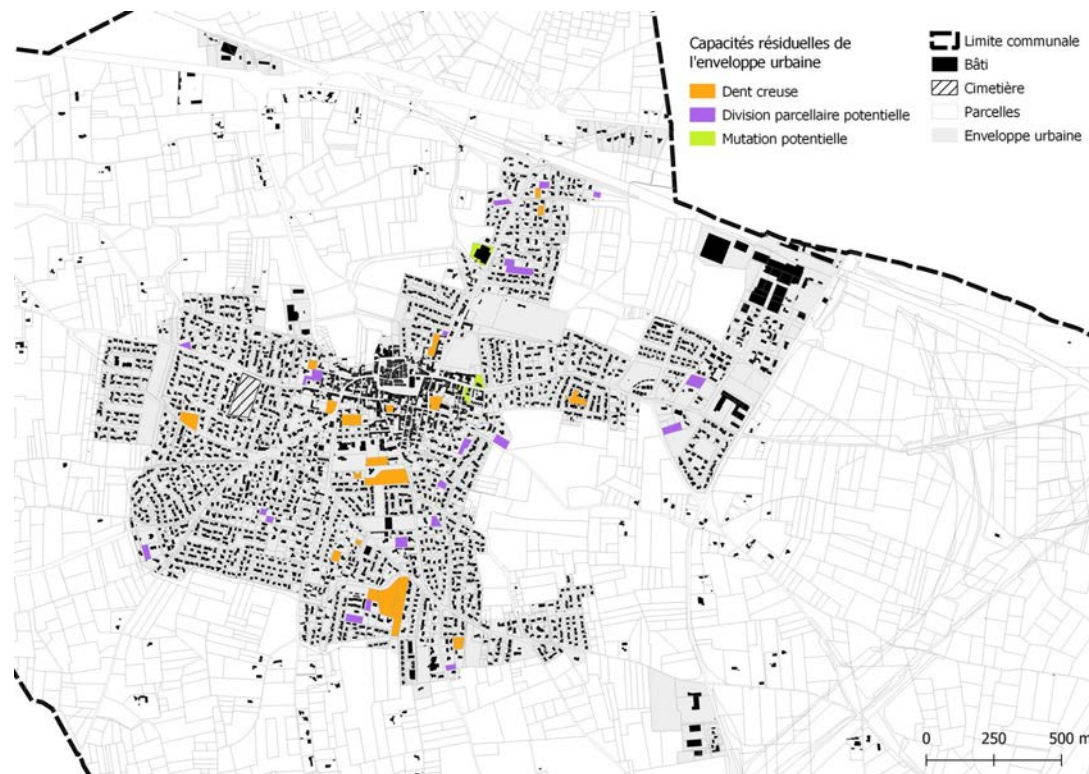 Capacités résiduelles de
l'enveloppe urbaine
Dent creuse
Division parcellaire potentielle
Mutation potentielle
Limite communale
Bâti
Cimetière
Parcelles
Enveloppe urbaine
0 250 500 m